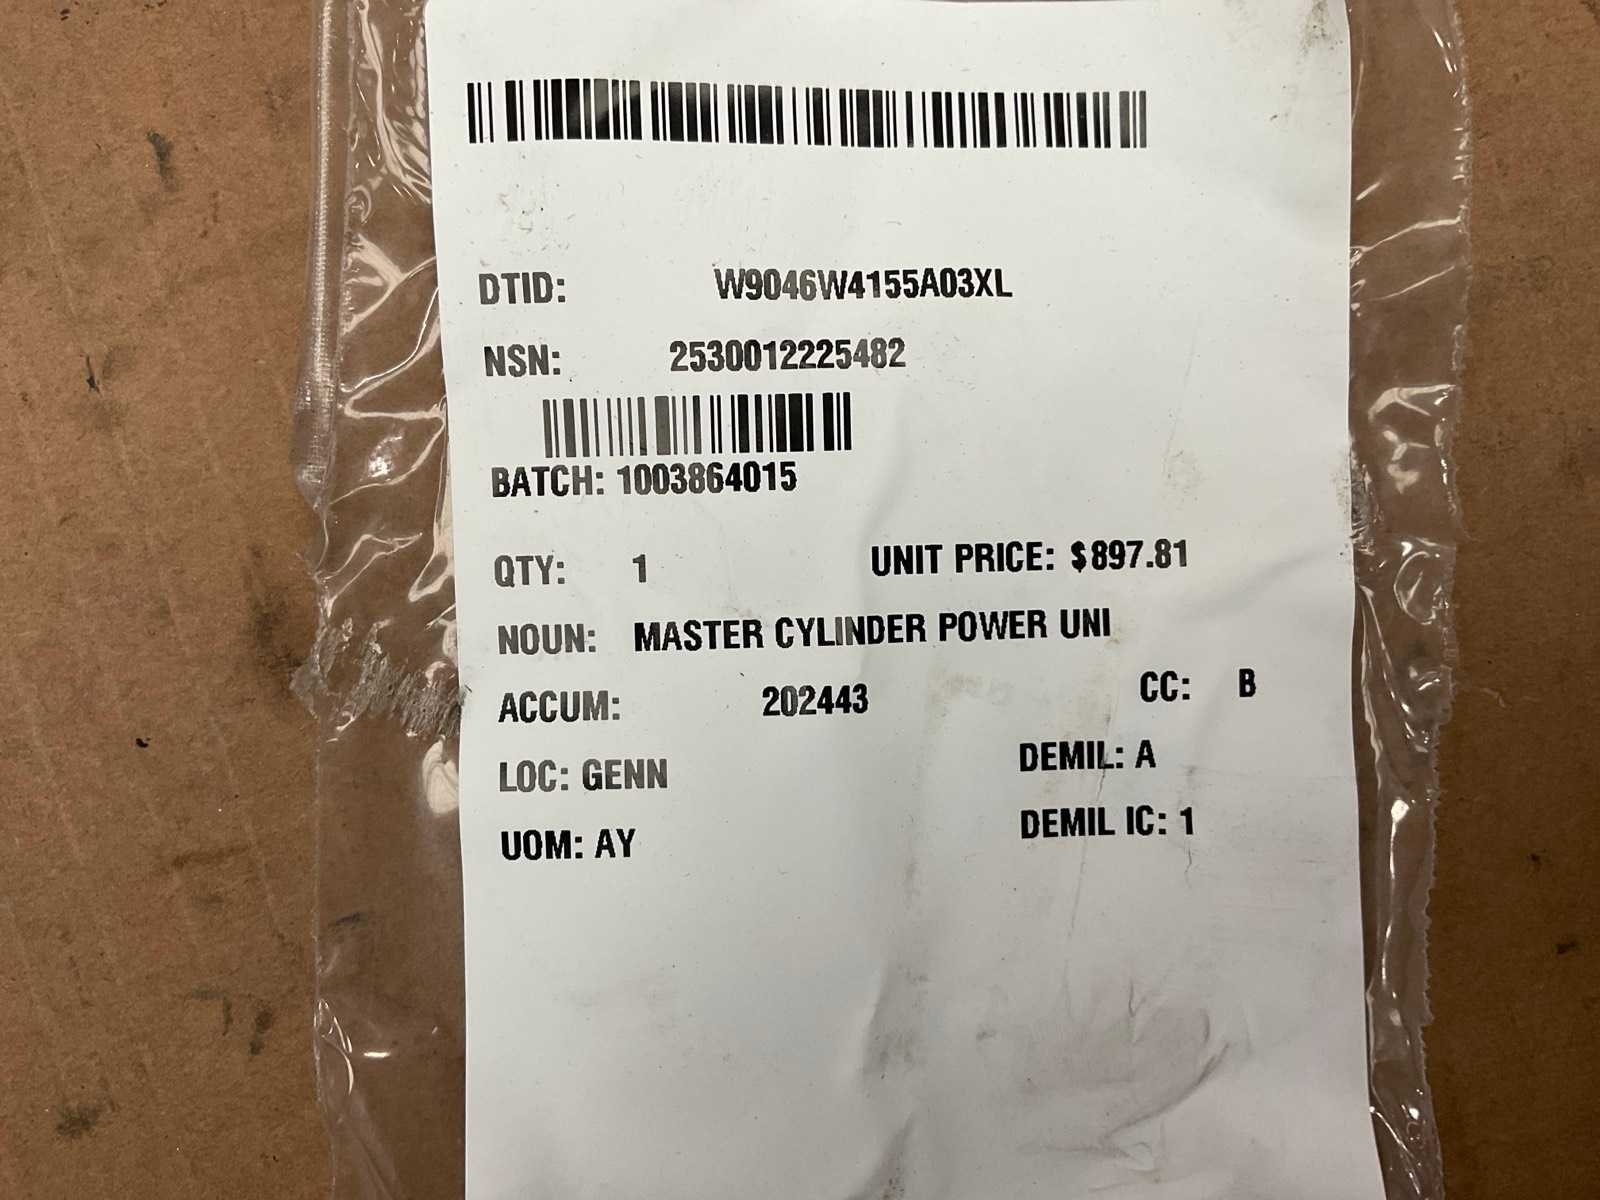 DTID: W9046W4155A03XL
NSN: 2530012225482
BATCH: 1003864015
QTY: 1 UNIT PRICE: $897.81
NOUN: MASTER CYLINDER POWER UNI
ACCUM: 202443 CC: B
LOC: GENN DEMIL: A
UOM: AY DEMIL IC: 1